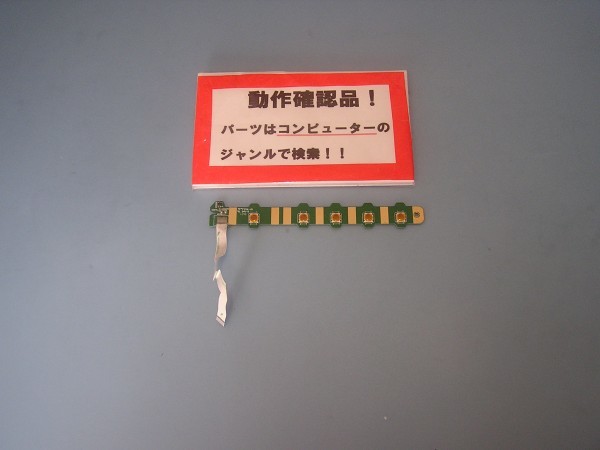 動作確認品！
パーツはコンピューターの
ジャンルで検索！！